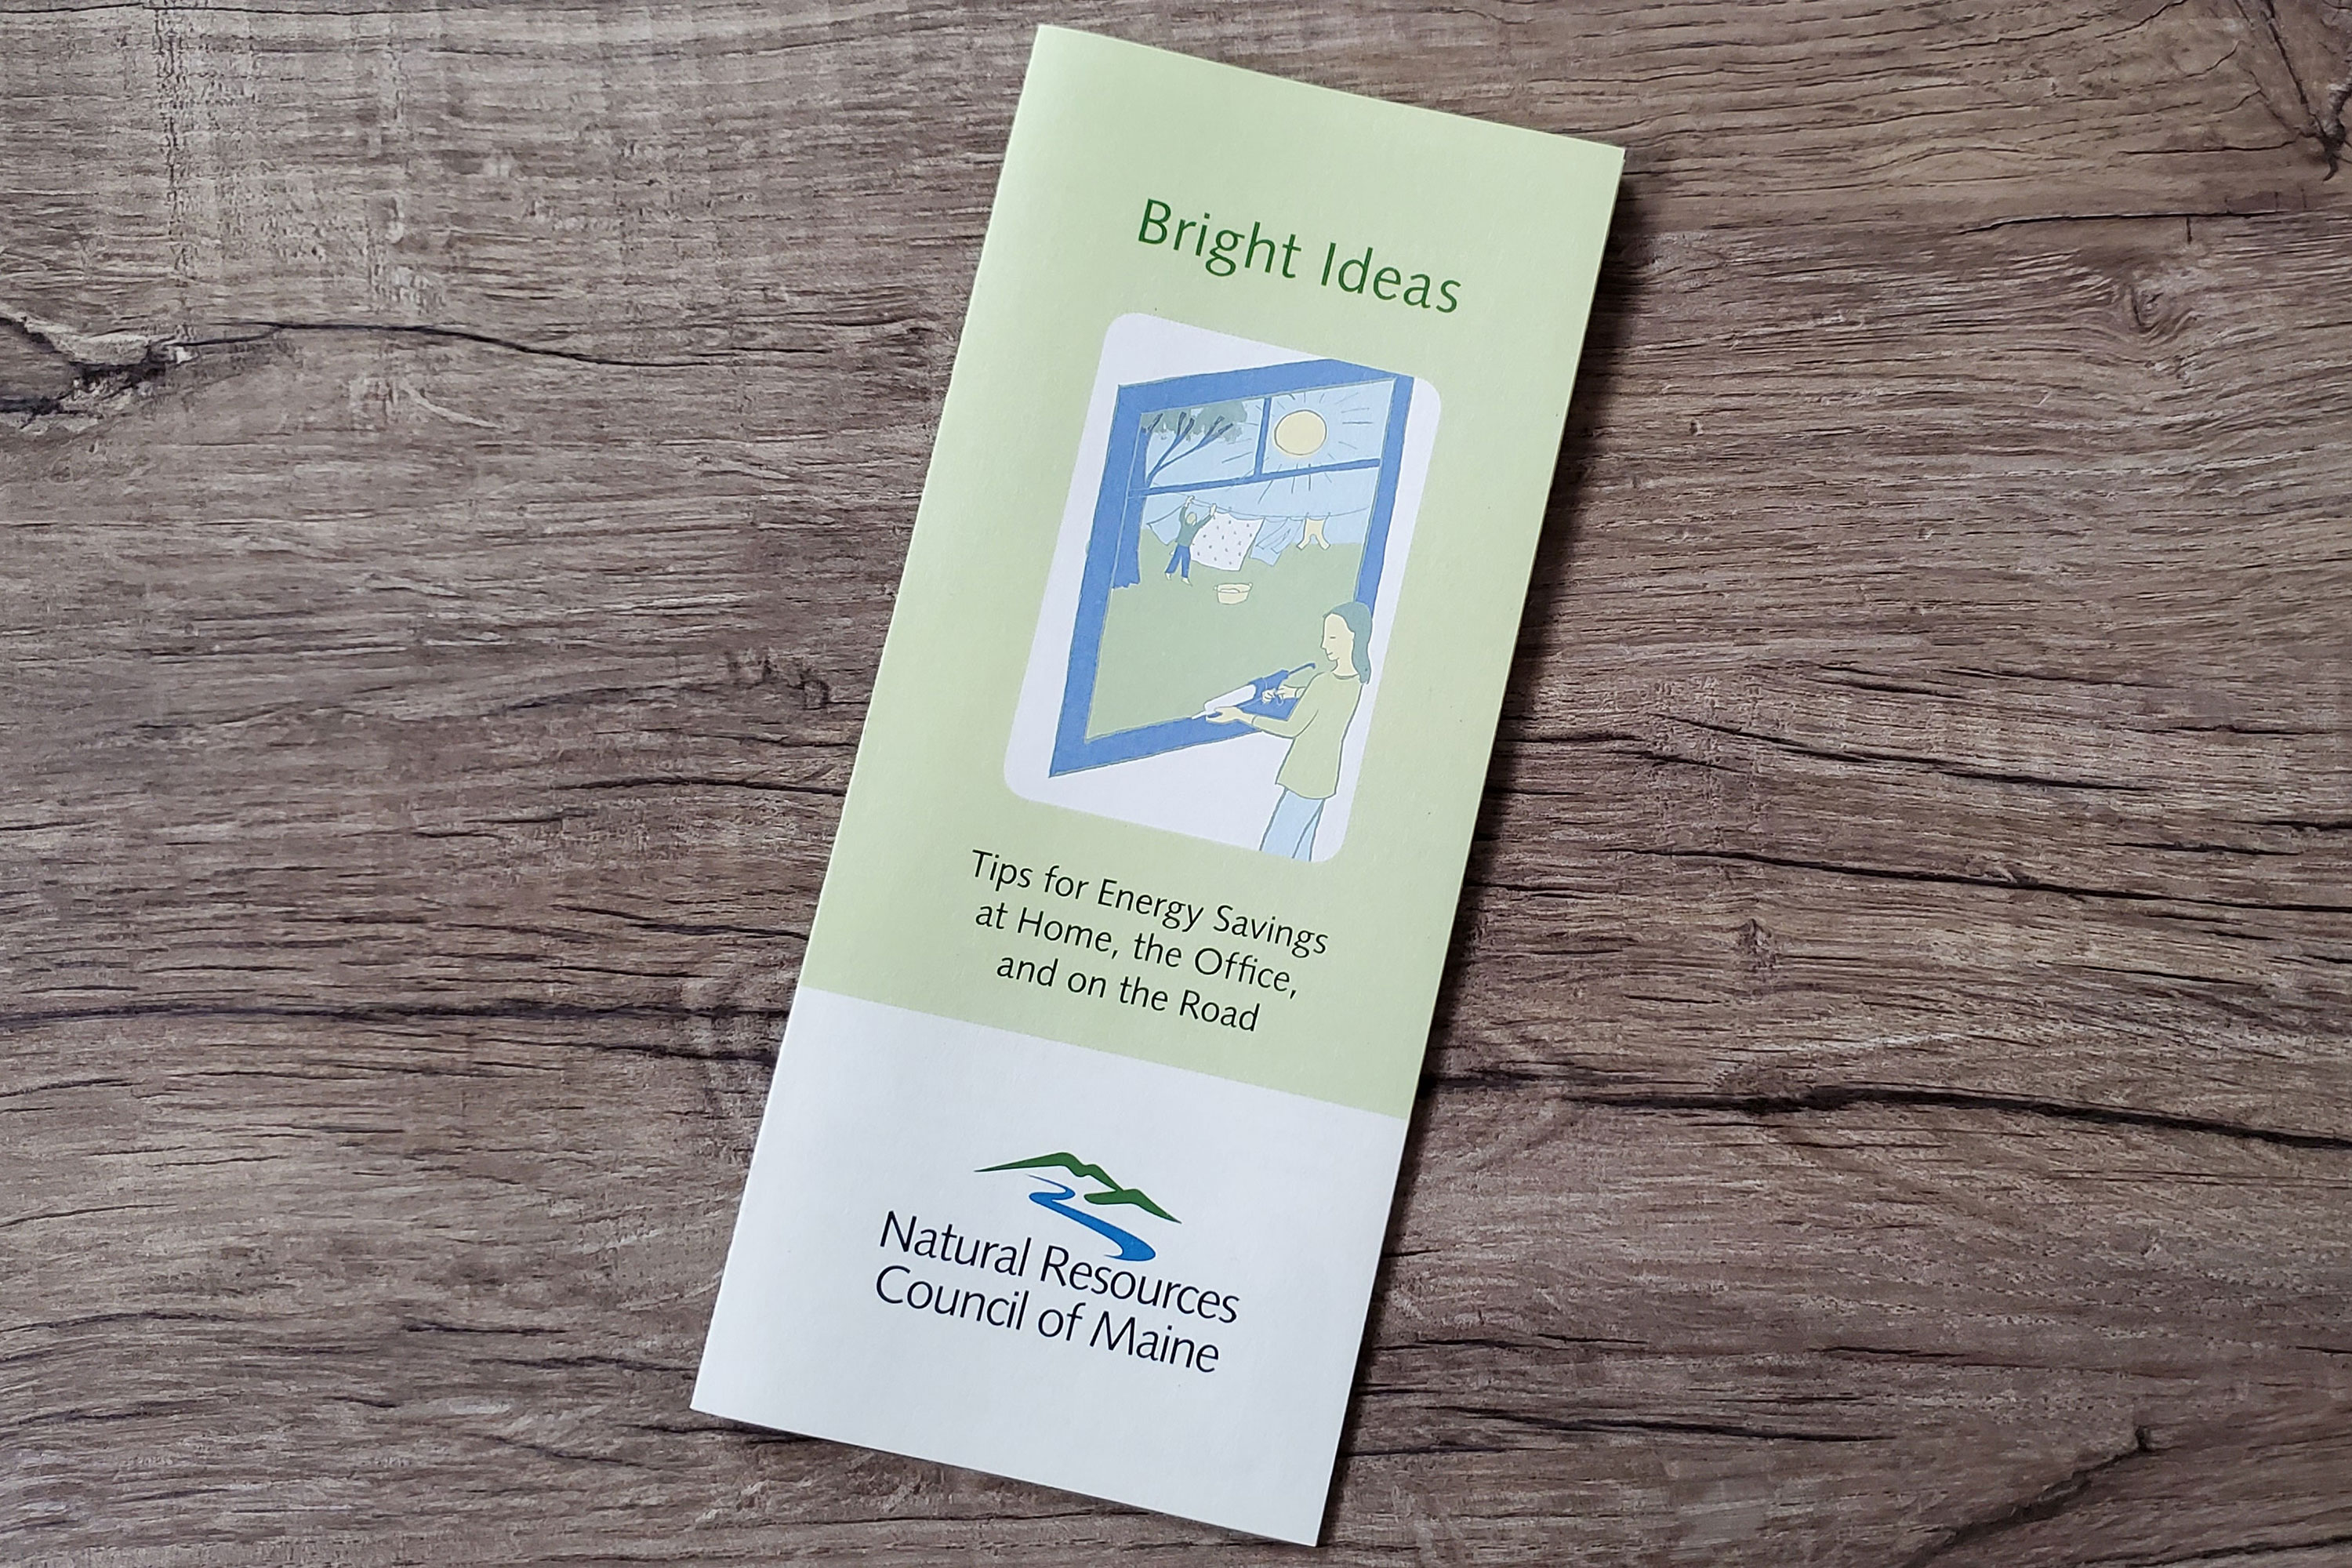 Bright Ideas
Tips for Energy Savings
at Home, the Office,
and on the Road
Natural Resources
Council of Maine